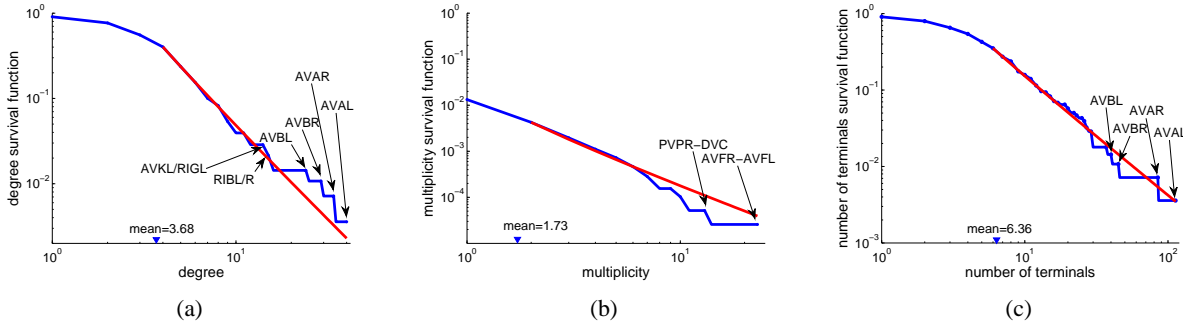 10^0
10^-1
10^-2
10^0
10^1
degree survival function
degree
mean=3.68
AVAR
AVAL
AVBR
AVBL
AVKL/RIGL
RIBL/R
(a)
10^0
10^-1
10^-2
10^-3
10^-4
10^0
10^1
multiplicity survival function
multiplicity
mean=1.73
PVPR−DVC
AVFR−AVFL
(b)
10^0
10^-1
10^-2
10^-3
10^0
10^1
10^2
number of terminals survival function
number of terminals
mean=6.36
AVBL
AVAR
AVBR
AVAL
(c)